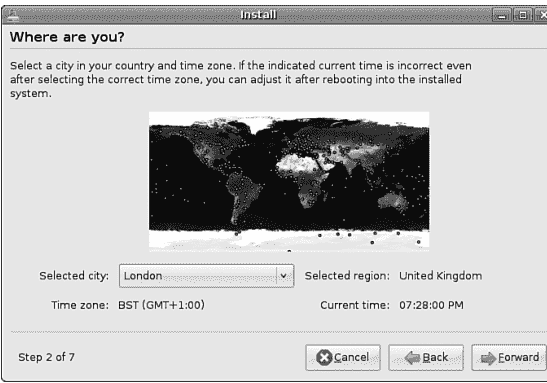 Install
Where are you?
Select a city in your country and time zone. If the indicated current time is incorrect even
after selecting the correct time zone, you can adjust it after rebooting into the installed
system.
Selected city: London Selected region: United Kingdom
Time zone: BST (GMT+1:00) Current time: 07:28:00 PM
Step 2 of 7 Cancel Back Forward